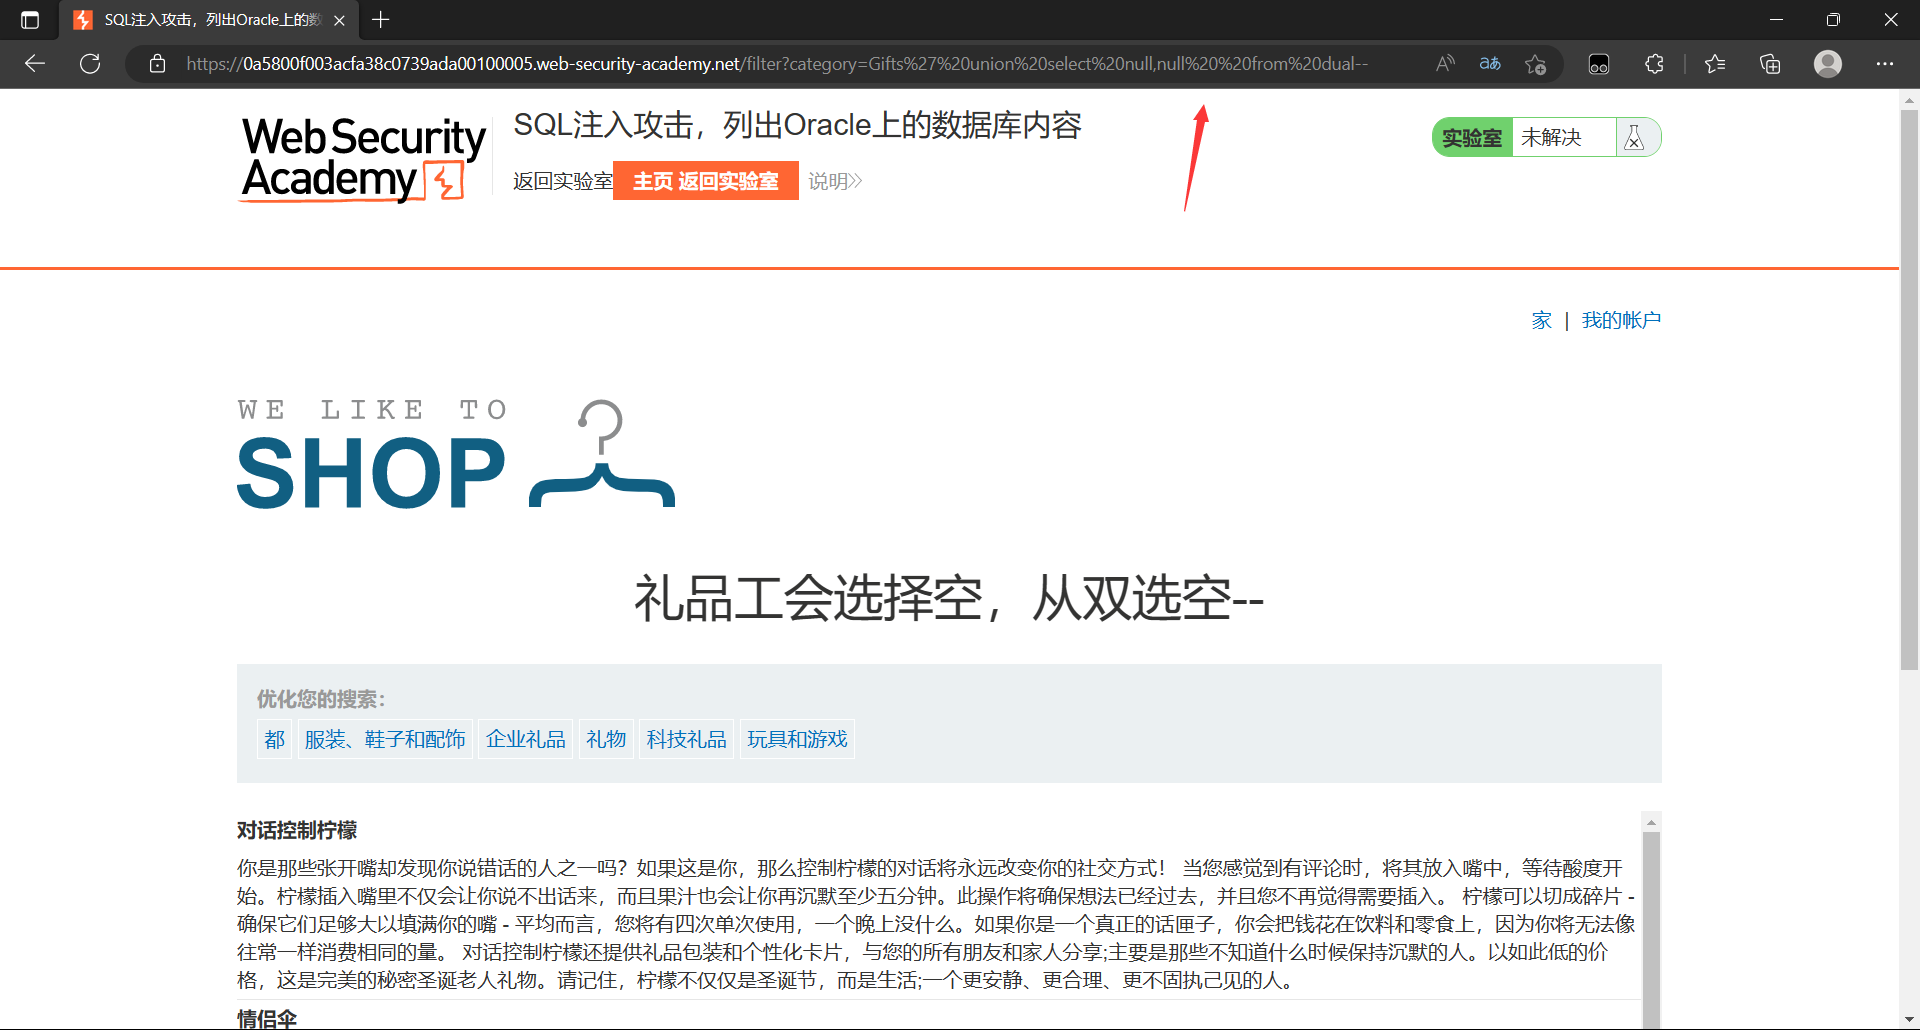 SQL注入攻击，列出Oracle上的数
https://0a5800f003acfa38c0739ada00100005.web-security-academy.net/filter?category=Gifts%27%20union%20select%20null,null%20%20from%20dual--
aあ
Web Security
Academy
SQL注入攻击，列出Oracle上的数据库内容
返回实验室 主页 返回实验室 说明
实验室 未解决
家 | 我的帐户
WE LIKE TO
SHOP
礼品工会选择空，从双选空--
优化您的搜索：
都 服装、鞋子和配饰 企业礼品 礼物 科技礼品 玩具和游戏
对话控制柠檬
你是那些张开嘴却发现你说错话的人之一吗？如果这是你，那么控制柠檬的对话将永远改变你的社交方式！ 当您感觉到有评论时，将其放入嘴中，等待酸度开
始。柠檬插入嘴里不仅会让你说不出话来，而且果汁也会让你再沉默至少五分钟。此操作将确保想法已经过去，并且您不再觉得需要插入。 柠檬可以切成碎片 -
确保它们足够大以填满你的嘴 - 平均而言，您将有四次单次使用，一个晚上没什么。如果你是一个真正的话匣子，你会把钱花在饮料和零食上，因为你将无法像
往常一样消费相同的量。 对话控制柠檬还提供礼品包装和个性化卡片，与您的所有朋友和家人分享;主要是那些不知道什么时候保持沉默的人。以如此低的价
格，这是完美的秘密圣诞老人礼物。请记住，柠檬不仅仅是圣诞节，而是生活;一个更安静、更合理、更不固执己见的人。
情侣伞